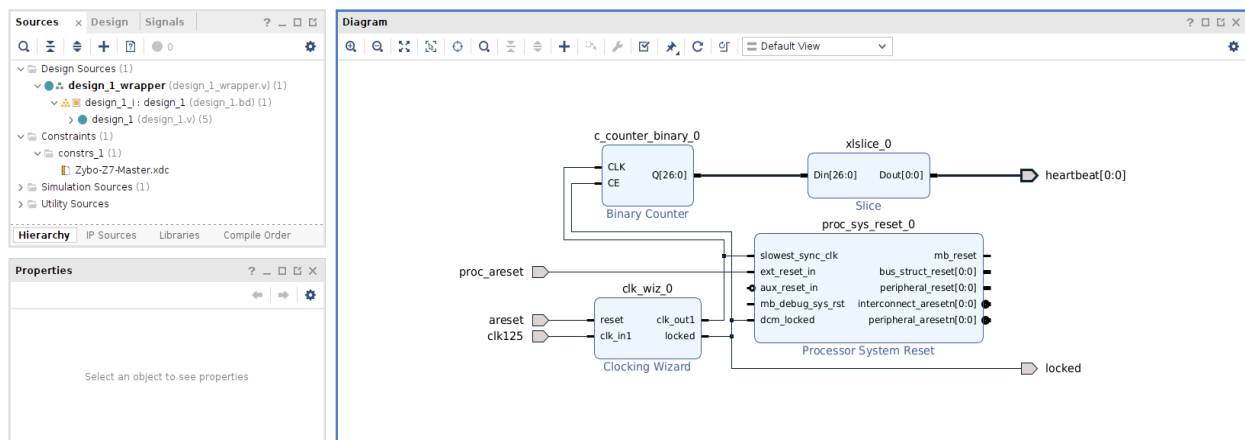 Sources × Design Signals ? _ □
0
Design Sources (1)
design_1_wrapper (design_1_wrapper.v) (1)
design_1_i : design_1 (design_1.bd) (1)
design_1 (design_1.v) (5)
Constraints (1)
constrs_1 (1)
Zybo-Z7-Master.xdc
Simulation Sources (1)
Utility Sources
Hierarchy IP Sources Libraries Compile Order
Properties ? _ □ ×
Select an object to see properties
Diagram ? □ ×
Default View
c_counter_binary_0
CLK
CE
Q[26:0]
Binary Counter
xlslice_0
Din[26:0] Dout[0:0]
Slice
heartbeat[0:0]
proc_sys_reset_0
slowest_sync_clk mb_reset
ext_reset_in bus_struct_reset[0:0]
aux_reset_in peripheral_reset[0:0]
mb_debug_sys_rst interconnect_aresetn[0:0]
dcm_locked peripheral_aresetn[0:0]
Processor System Reset
proc_areset
areset
clk125
clk_wiz_0
reset clk_out1
clk_in1 locked
Clocking Wizard
locked